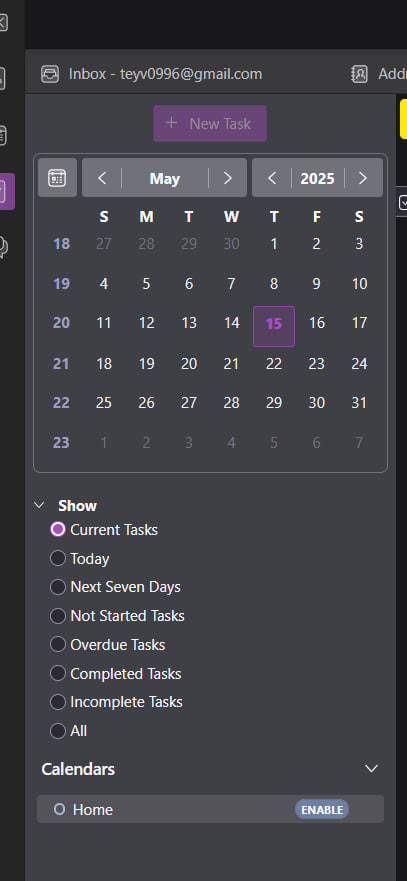 Inbox - teyv0996@gmail.com
Addr
+ New Task
May 2025
S M T W T F S
18 27 28 29 30 1 2 3
19 4 5 6 7 8 9 10
20 11 12 13 14 15 16 17
21 18 19 20 21 22 23 24
22 25 26 27 28 29 30 31
23 1 2 3 4 5 6 7
Show
Current Tasks
Today
Next Seven Days
Not Started Tasks
Overdue Tasks
Completed Tasks
Incomplete Tasks
All
Calendars
Home ENABLE